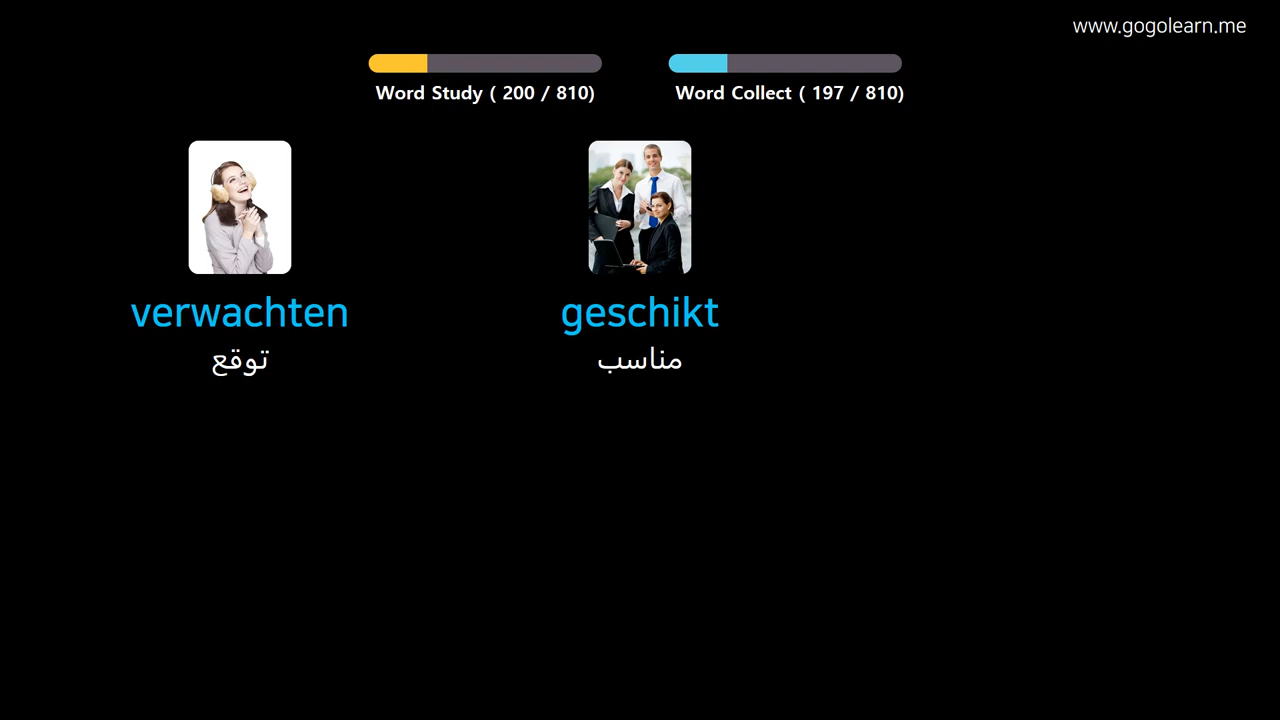 www.gogolearn.me
Word Study ( 200 / 810)
Word Collect ( 197 / 810)
verwachten
توقع
geschikt
مناسب